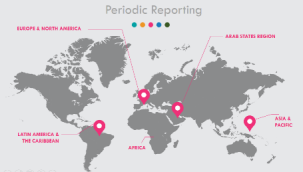 Periodic Reporting
EUROPE & NORTH AMERICA
ARAB STATES REGION
ASIA &
PACIFIC
LATIN AMERICA &
THE CARIBBEAN
AFRICA